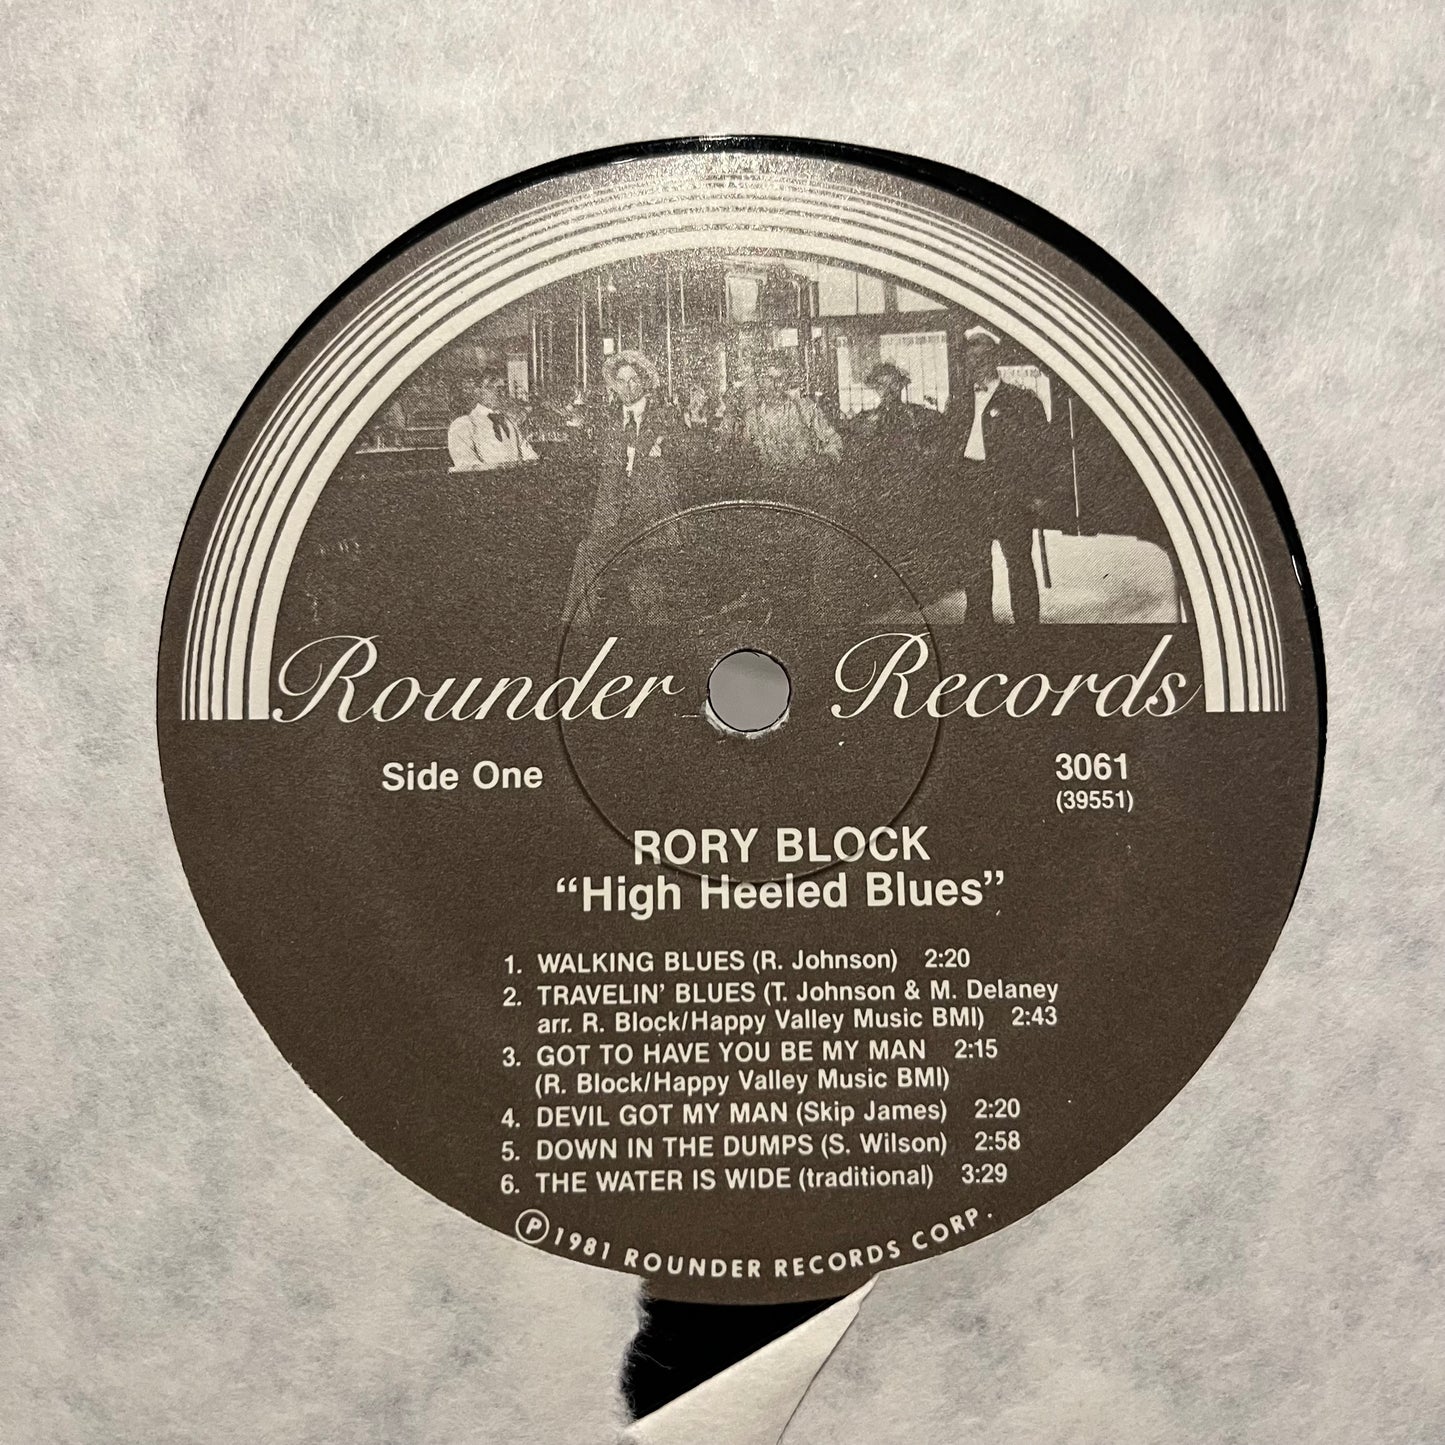 Rounder Records
Side One
3061
(39551)
RORY BLOCK
“High Heeled Blues”
1. WALKING BLUES (R. Johnson) 2:20
2. TRAVELIN’ BLUES (T. Johnson & M. Delaney
arr. R. Block/Happy Valley Music BMI) 2:43
3. GOT TO HAVE YOU BE MY MAN 2:15
(R. Block/Happy Valley Music BMI)
4. DEVIL GOT MY MAN (Skip James) 2:20
5. DOWN IN THE DUMPS (S. Wilson) 2:58
6. THE WATER IS WIDE (traditional) 3:29
Ⓟ 1981 ROUNDER RECORDS CORP.